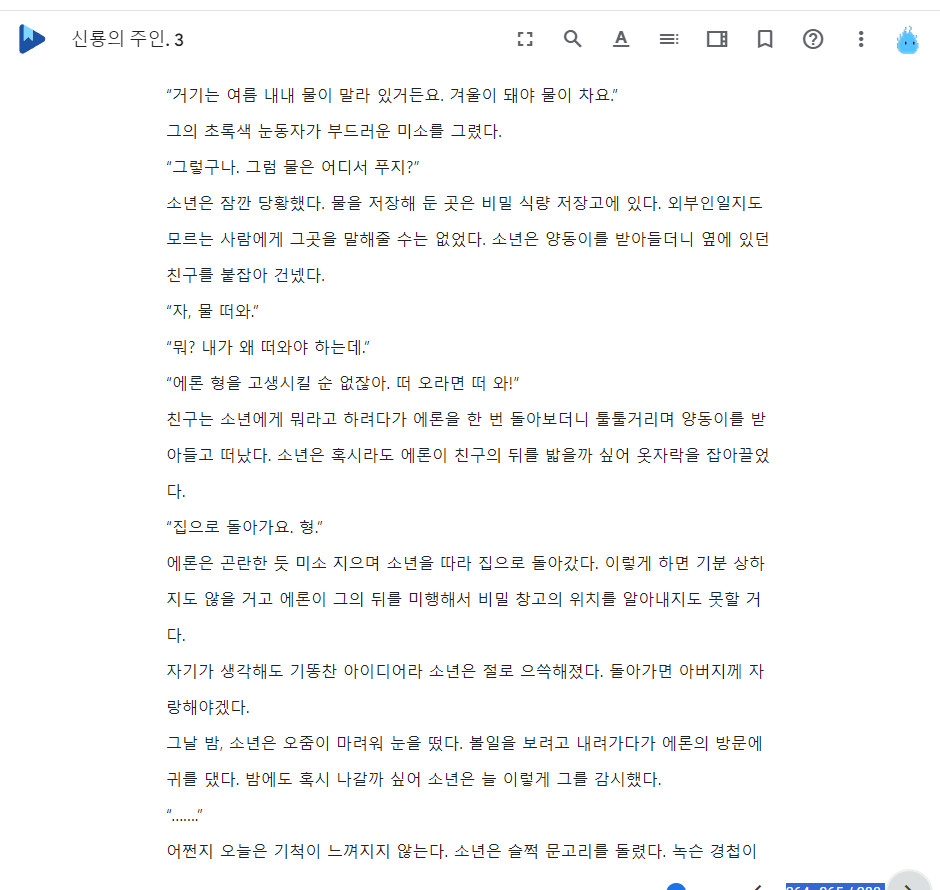 신룡의 주인. 3
“거기는 여름 내내 물이 말라 있거든요. 겨울이 돼야 물이 차요.”
그의 초록색 눈동자가 부드러운 미소를 그렸다.
“그렇구나. 그럼 물은 어디서 푸지?”
소년은 잠깐 당황했다. 물을 저장해 둔 곳은 비밀 식량 저장고에 있다. 외부인일지도
모르는 사람에게 그곳을 말해줄 수는 없었다. 소년은 양동이를 받아들더니 옆에 있던
친구를 붙잡아 건넸다.
“자, 물 떠와.”
“뭐? 내가 왜 떠와야 하는데.”
“에론 형을 고생시킬 순 없잖아. 떠 오라면 떠 와!”
친구는 소년에게 뭐라고 하려다가 에론을 한 번 돌아보더니 툴툴거리며 양동이를 받
아들고 떠났다. 소년은 혹시라도 에론이 친구의 뒤를 밟을까 싶어 옷자락을 잡아끌었
다.
“집으로 돌아가요. 형.”
에론은 곤란한 듯 미소 지으며 소년을 따라 집으로 돌아갔다. 이렇게 하면 기분 상하
지도 않을 거고 에론이 그의 뒤를 미행해서 비밀 창고의 위치를 알아내지도 못할 거
다.
자기가 생각해도 기똥찬 아이디어라 소년은 절로 으쓱해졌다. 돌아가면 아버지께 자
랑해야겠다.
그날 밤, 소년은 오줌이 마려워 눈을 떴다. 볼일을 보려고 내려가다가 에론의 방문에
귀를 댔다. 밤에도 혹시 나갈까 싶어 소년은 늘 이렇게 그를 감시했다.
“.......”
어쩐지 오늘은 기척이 느껴지지 않는다. 소년은 슬쩍 문고리를 돌렸다. 녹슨 경첩이